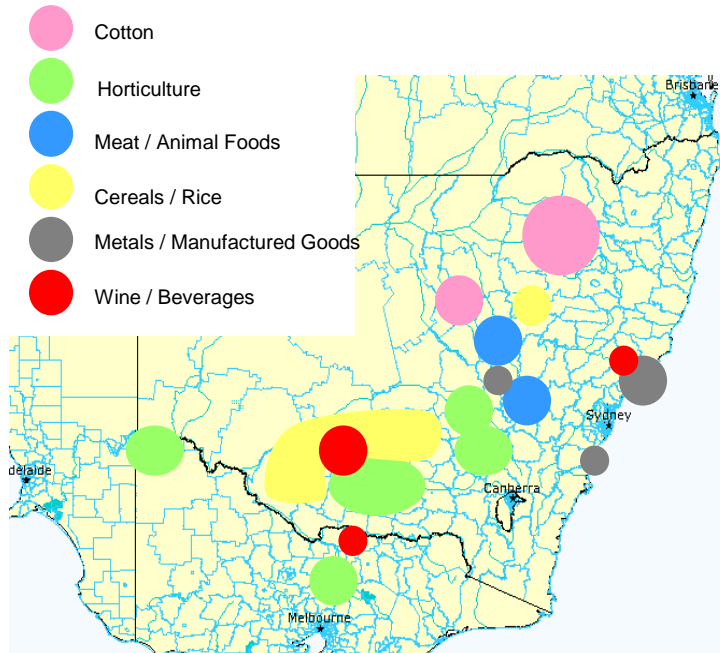 Cotton
Horticulture
Meat / Animal Foods
Cereals / Rice
Metals / Manufactured Goods
Wine / Beverages
Brisbane
Sydney
delaide
Canberra
Melbourne